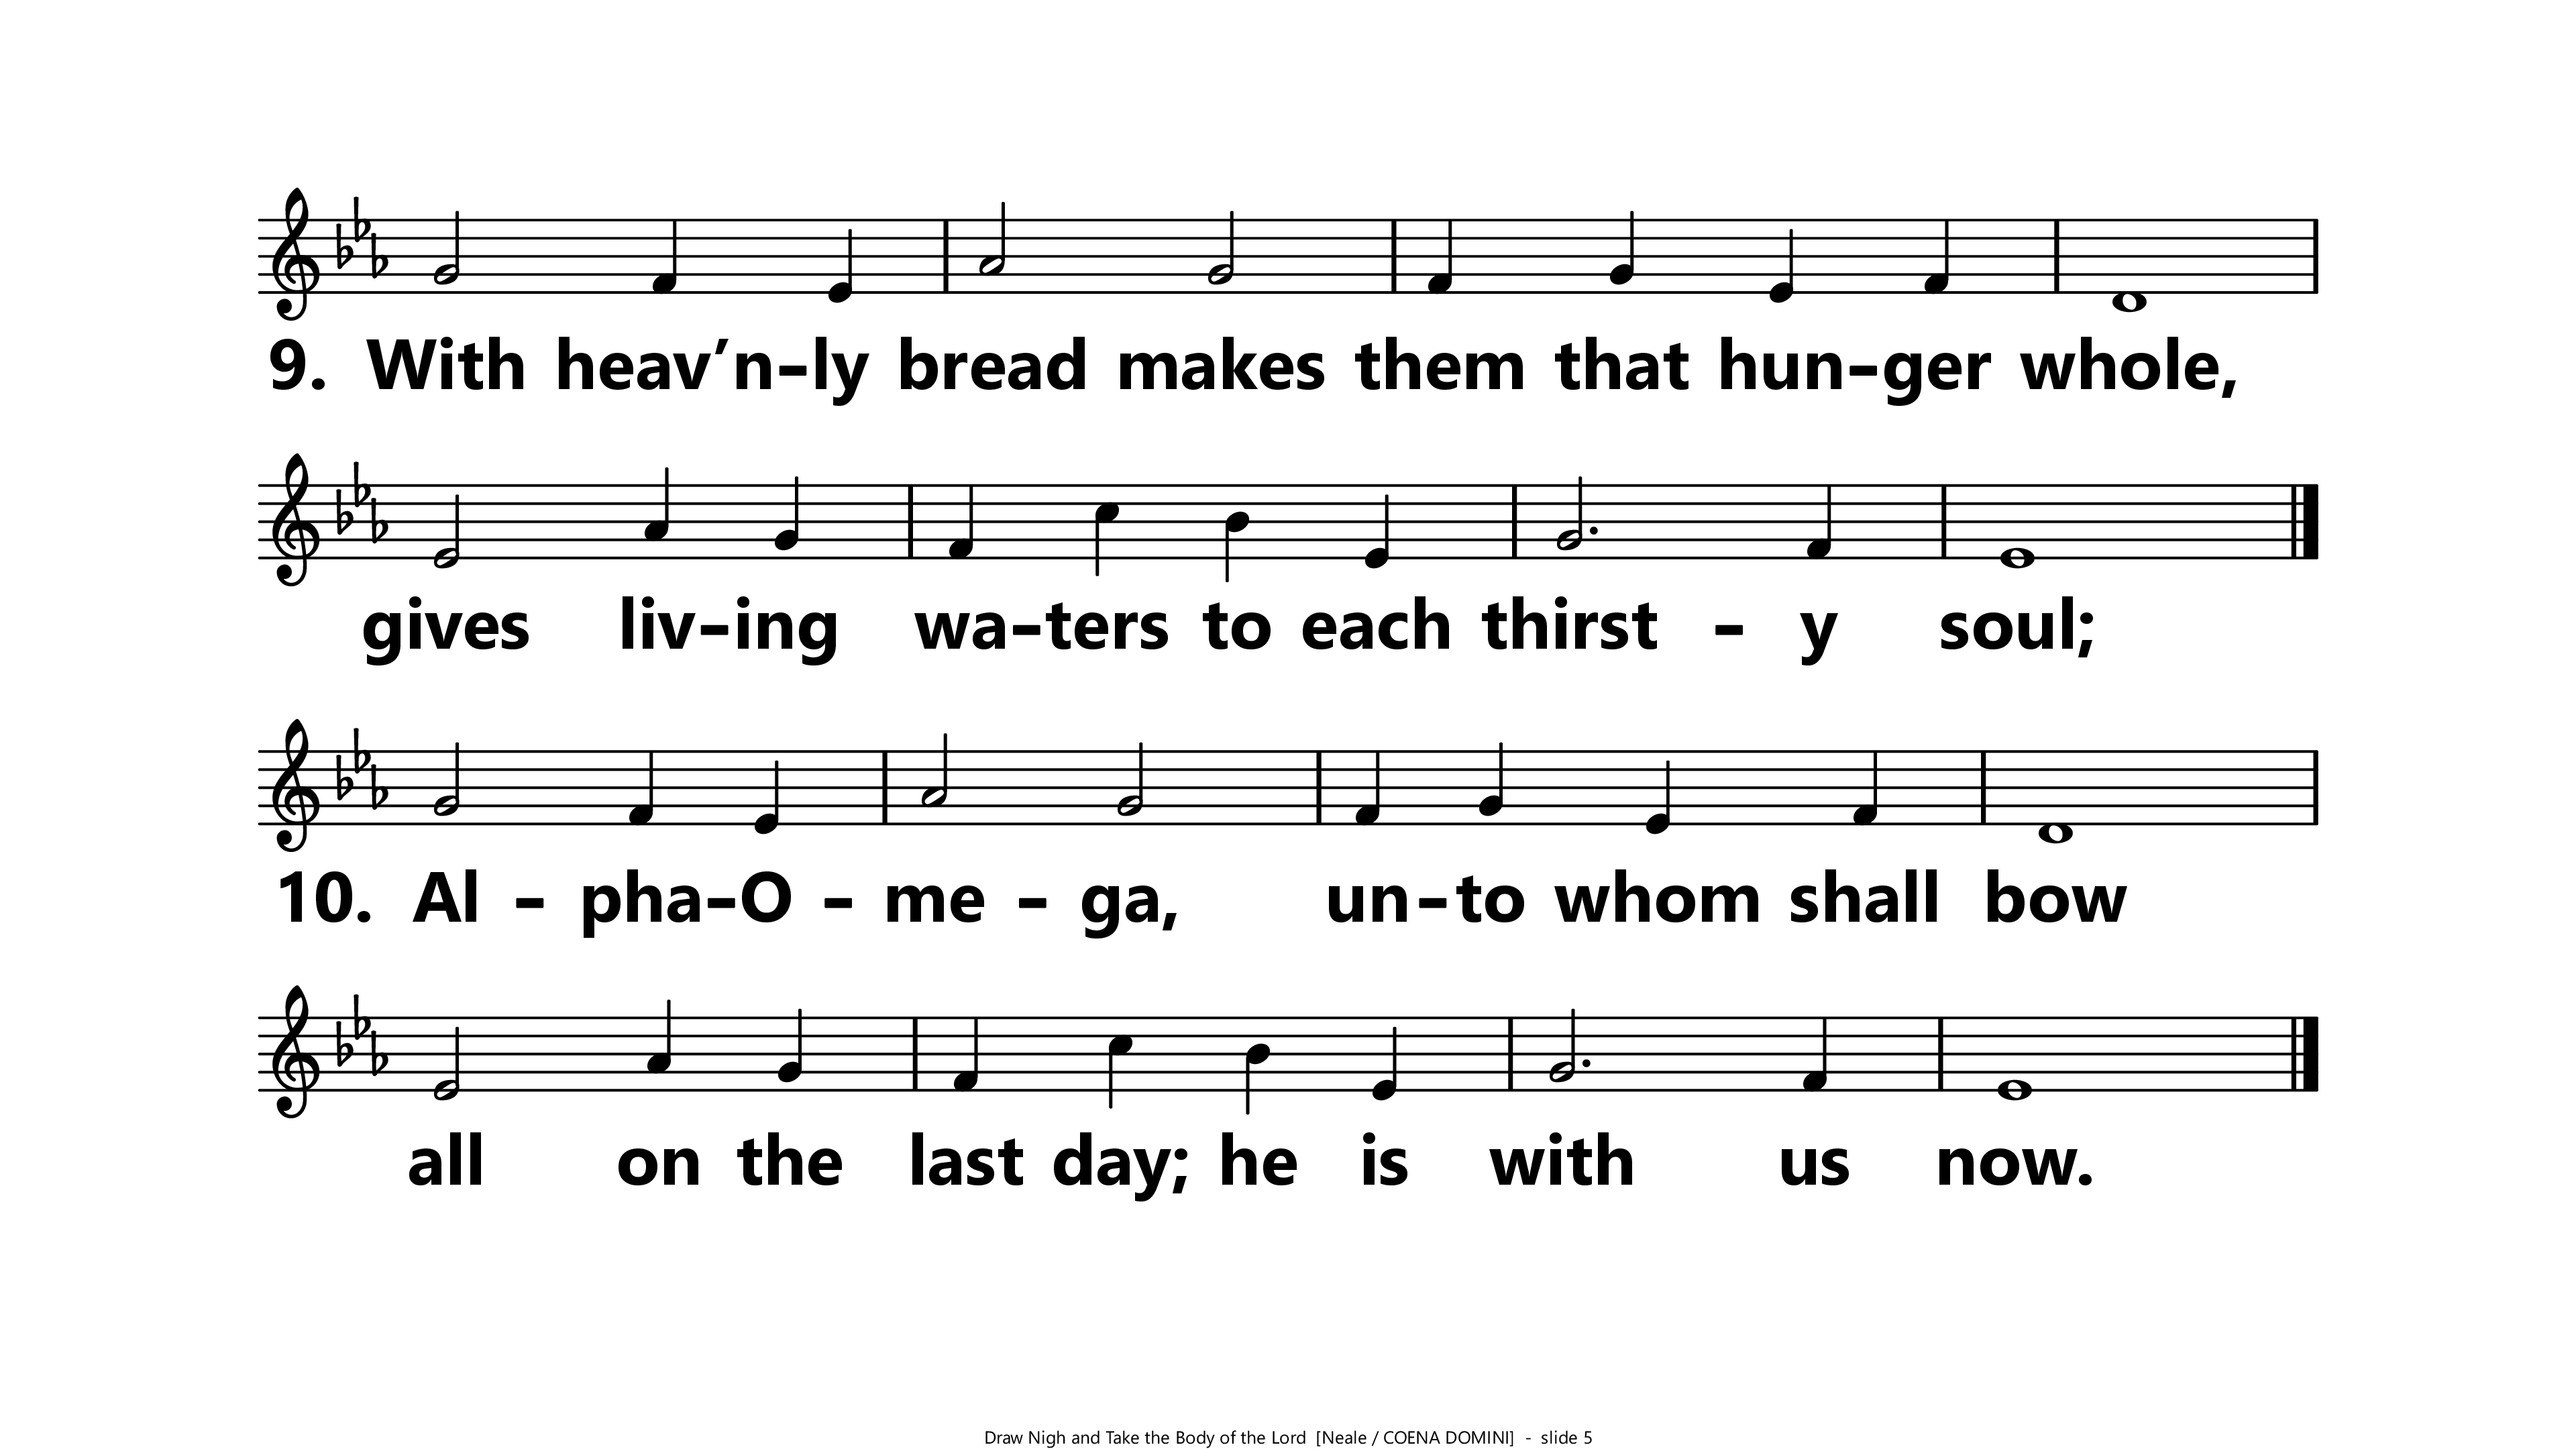 9. With heav’n-ly bread makes them that hun-ger whole,
gives liv-ing wa-ters to each thirst - y soul;
10. Al - pha-O - me - ga, un-to whom shall bow
all on the last day; he is with us now.
Draw Nigh and Take the Body of the Lord [Neale / COENA DOMINI] - slide 5